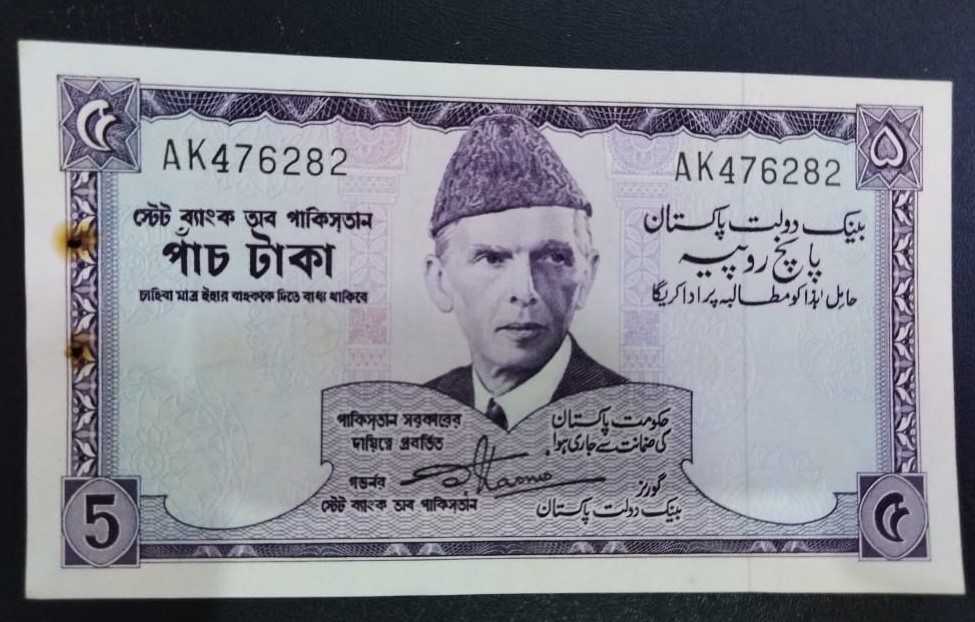 ৫
۵
AK476282
AK476282
স্টেট ব্যাংক অব পাকিস্তান
পাঁচ টাকা
চাহিবা মাত্র ইহার বাহককে দিতে বাধ্য থাকিবে
بینک دولت پاکستان
پانچ روپیہ
حامل ہذا کو مطالبہ پر ادا کریگا
পাকিস্তান সরকারের
দায়িত্বে প্রবর্তিত
গভর্নর
স্টেট ব্যাংক অব পাকিস্তান
حکومت پاکستان
کی ضمانت سے جاری ہوا
گورنر
بینک دولت پاکستان
5
৫